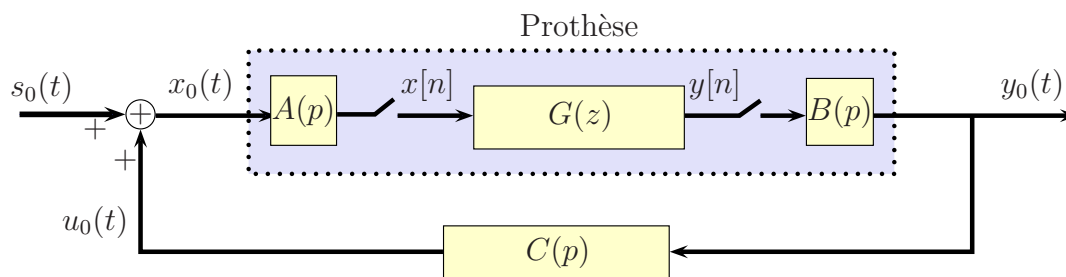 Prothèse
s₀(t)
x₀(t)
A(p)
x[n]
G(z)
y[n]
B(p)
y₀(t)
+
+
+
u₀(t)
C(p)